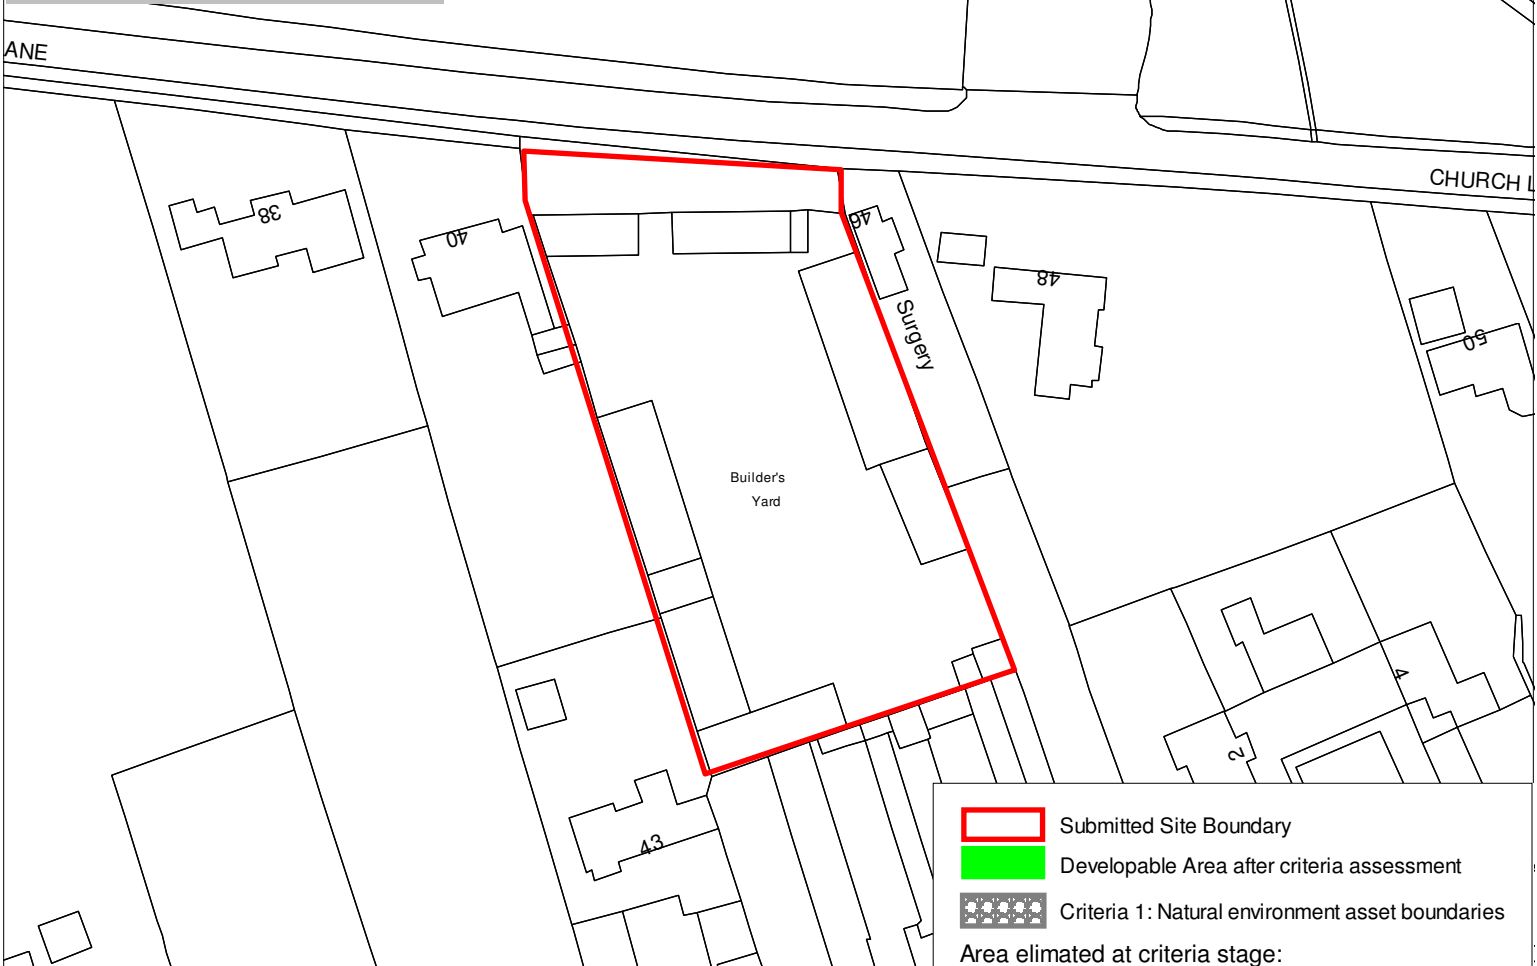 ANE
CHURCH L
38
40
46
48
50
Surgery
Builder's
Yard
4
2
43
Submitted Site Boundary
Developable Area after criteria assessment
Criteria 1: Natural environment asset boundaries
Area elimated at criteria stage: